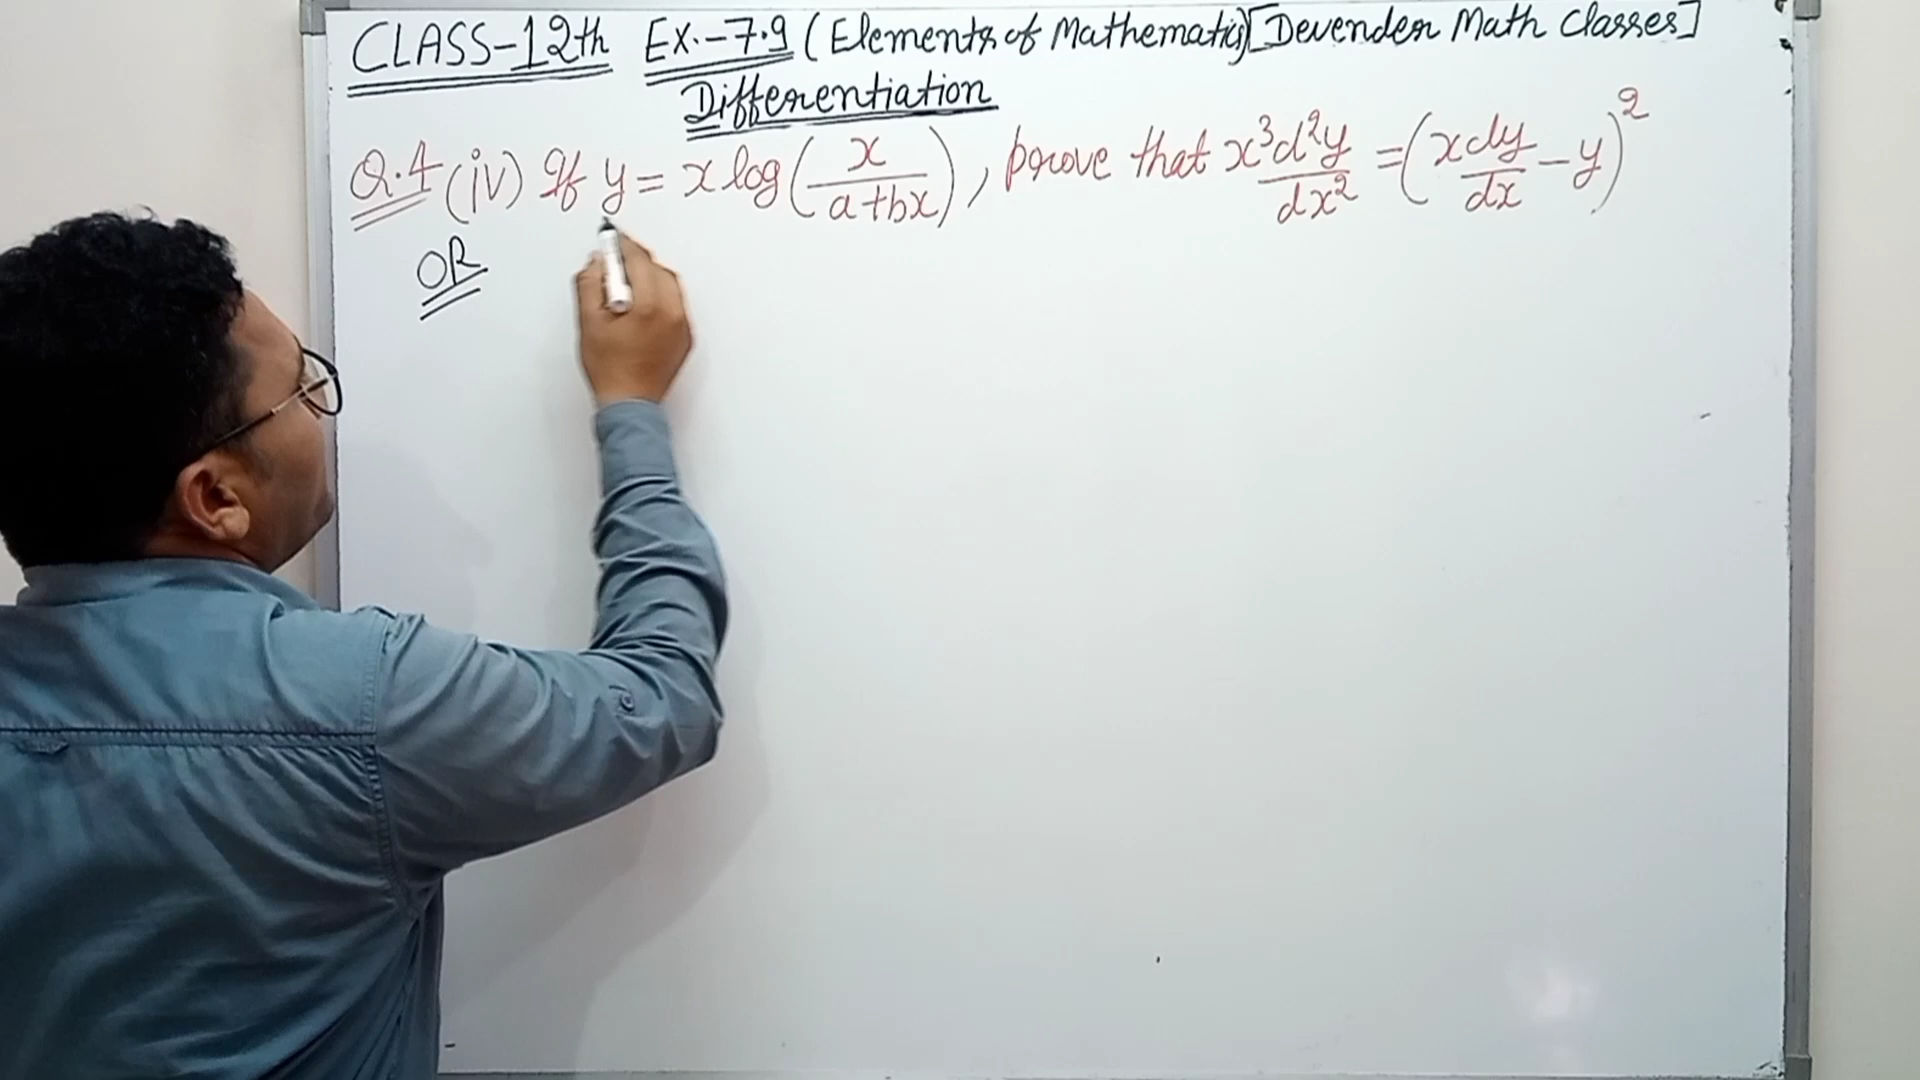 CLASS-12th EX.-7.9 (Elements of Mathematics) [Devender Math Classes]
Differentiation
Q.4 (iv) If y = x log(x/(a+bx)), prove that x³ d²y/dx² = (x dy/dx - y)²
OR